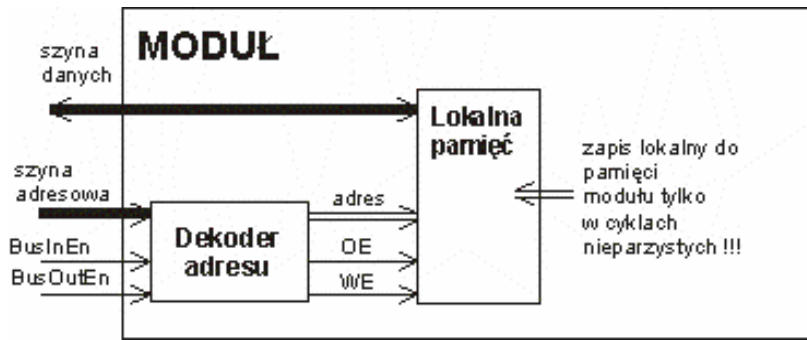 MODUŁ
szyna
danych
Lokalna
pamięć
szyna
adresowa
adres
zapis lokalny do
pamięci
modułu tylko
w cyklach
nieparzystych !!!
Dekoder
adresu
BusInEn
BusOutEn
OE
WE